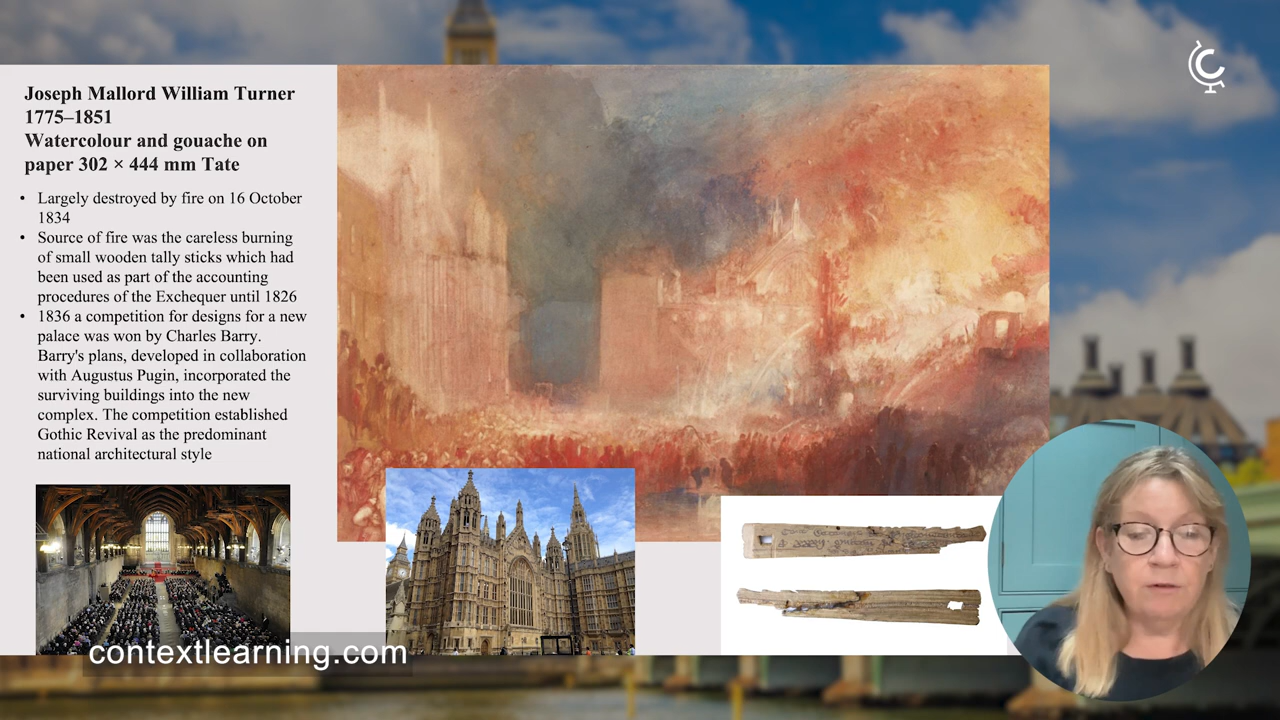 Joseph Mallord William Turner
1775–1851
Watercolour and gouache on
paper 302 × 444 mm Tate
• Largely destroyed by fire on 16 October
1834
• Source of fire was the careless burning
of small wooden tally sticks which had
been used as part of the accounting
procedures of the Exchequer until 1826
• 1836 a competition for designs for a new
palace was won by Charles Barry.
Barry's plans, developed in collaboration
with Augustus Pugin, incorporated the
surviving buildings into the new
complex. The competition established
Gothic Revival as the predominant
national architectural style
contextlearning.com